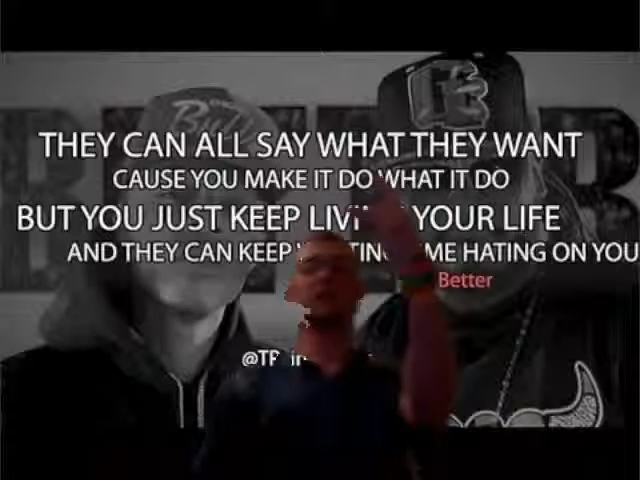 THEY CAN ALL SAY WHAT THEY WANT
CAUSE YOU MAKE IT DO WHAT IT DO
BUT YOU JUST KEEP LIVING YOUR LIFE
AND THEY CAN KEEP HATING ON YOU
Better